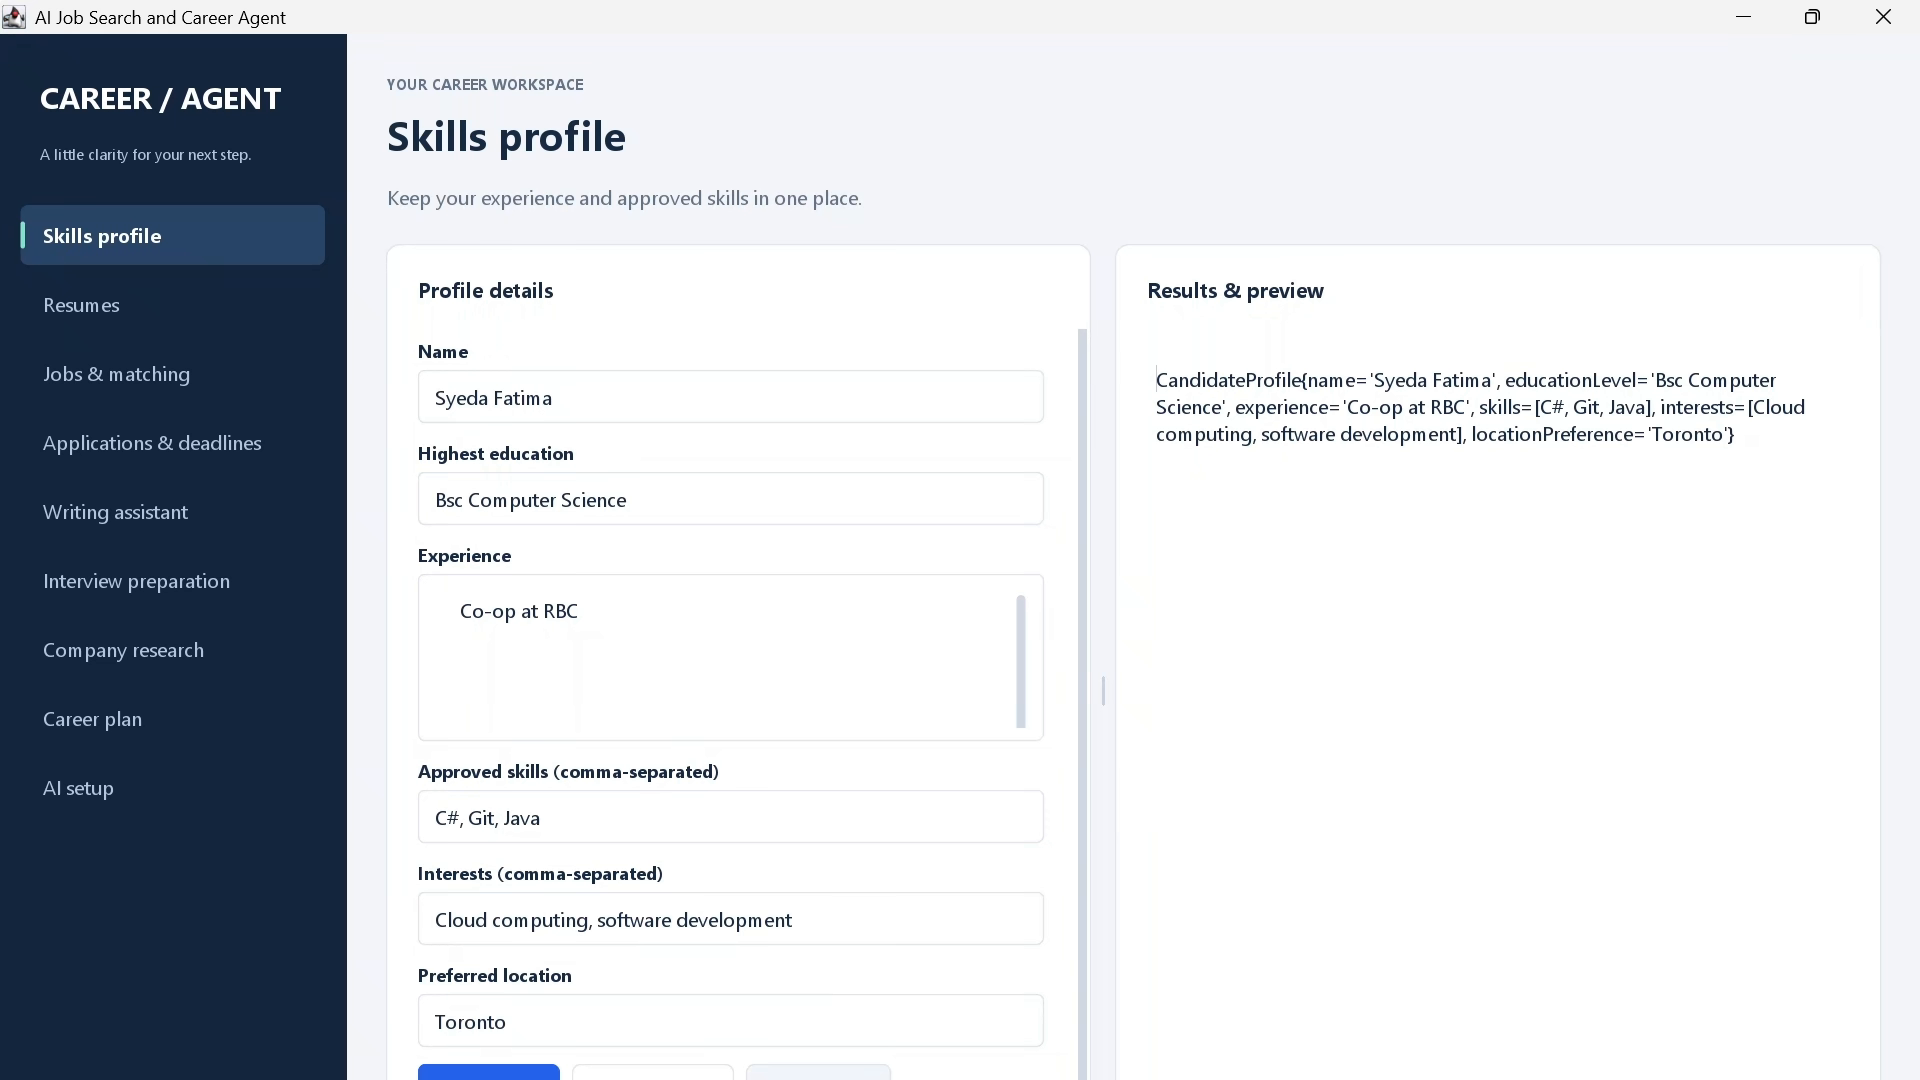 AI Job Search and Career Agent
CAREER / AGENT
A little clarity for your next step.
Skills profile
Resumes
Jobs & matching
Applications & deadlines
Writing assistant
Interview preparation
Company research
Career plan
AI setup
YOUR CAREER WORKSPACE
Skills profile
Keep your experience and approved skills in one place.
Profile details
Name
Syeda Fatima
Highest education
Bsc Computer Science
Experience
Co-op at RBC
Approved skills (comma-separated)
C#, Git, Java
Interests (comma-separated)
Cloud computing, software development
Preferred location
Toronto
Results & preview
CandidateProfile{name='Syeda Fatima', educationLevel='Bsc Computer
Science', experience='Co-op at RBC', skills=[C#, Git, Java], interests=[Cloud
computing, software development], locationPreference='Toronto'}